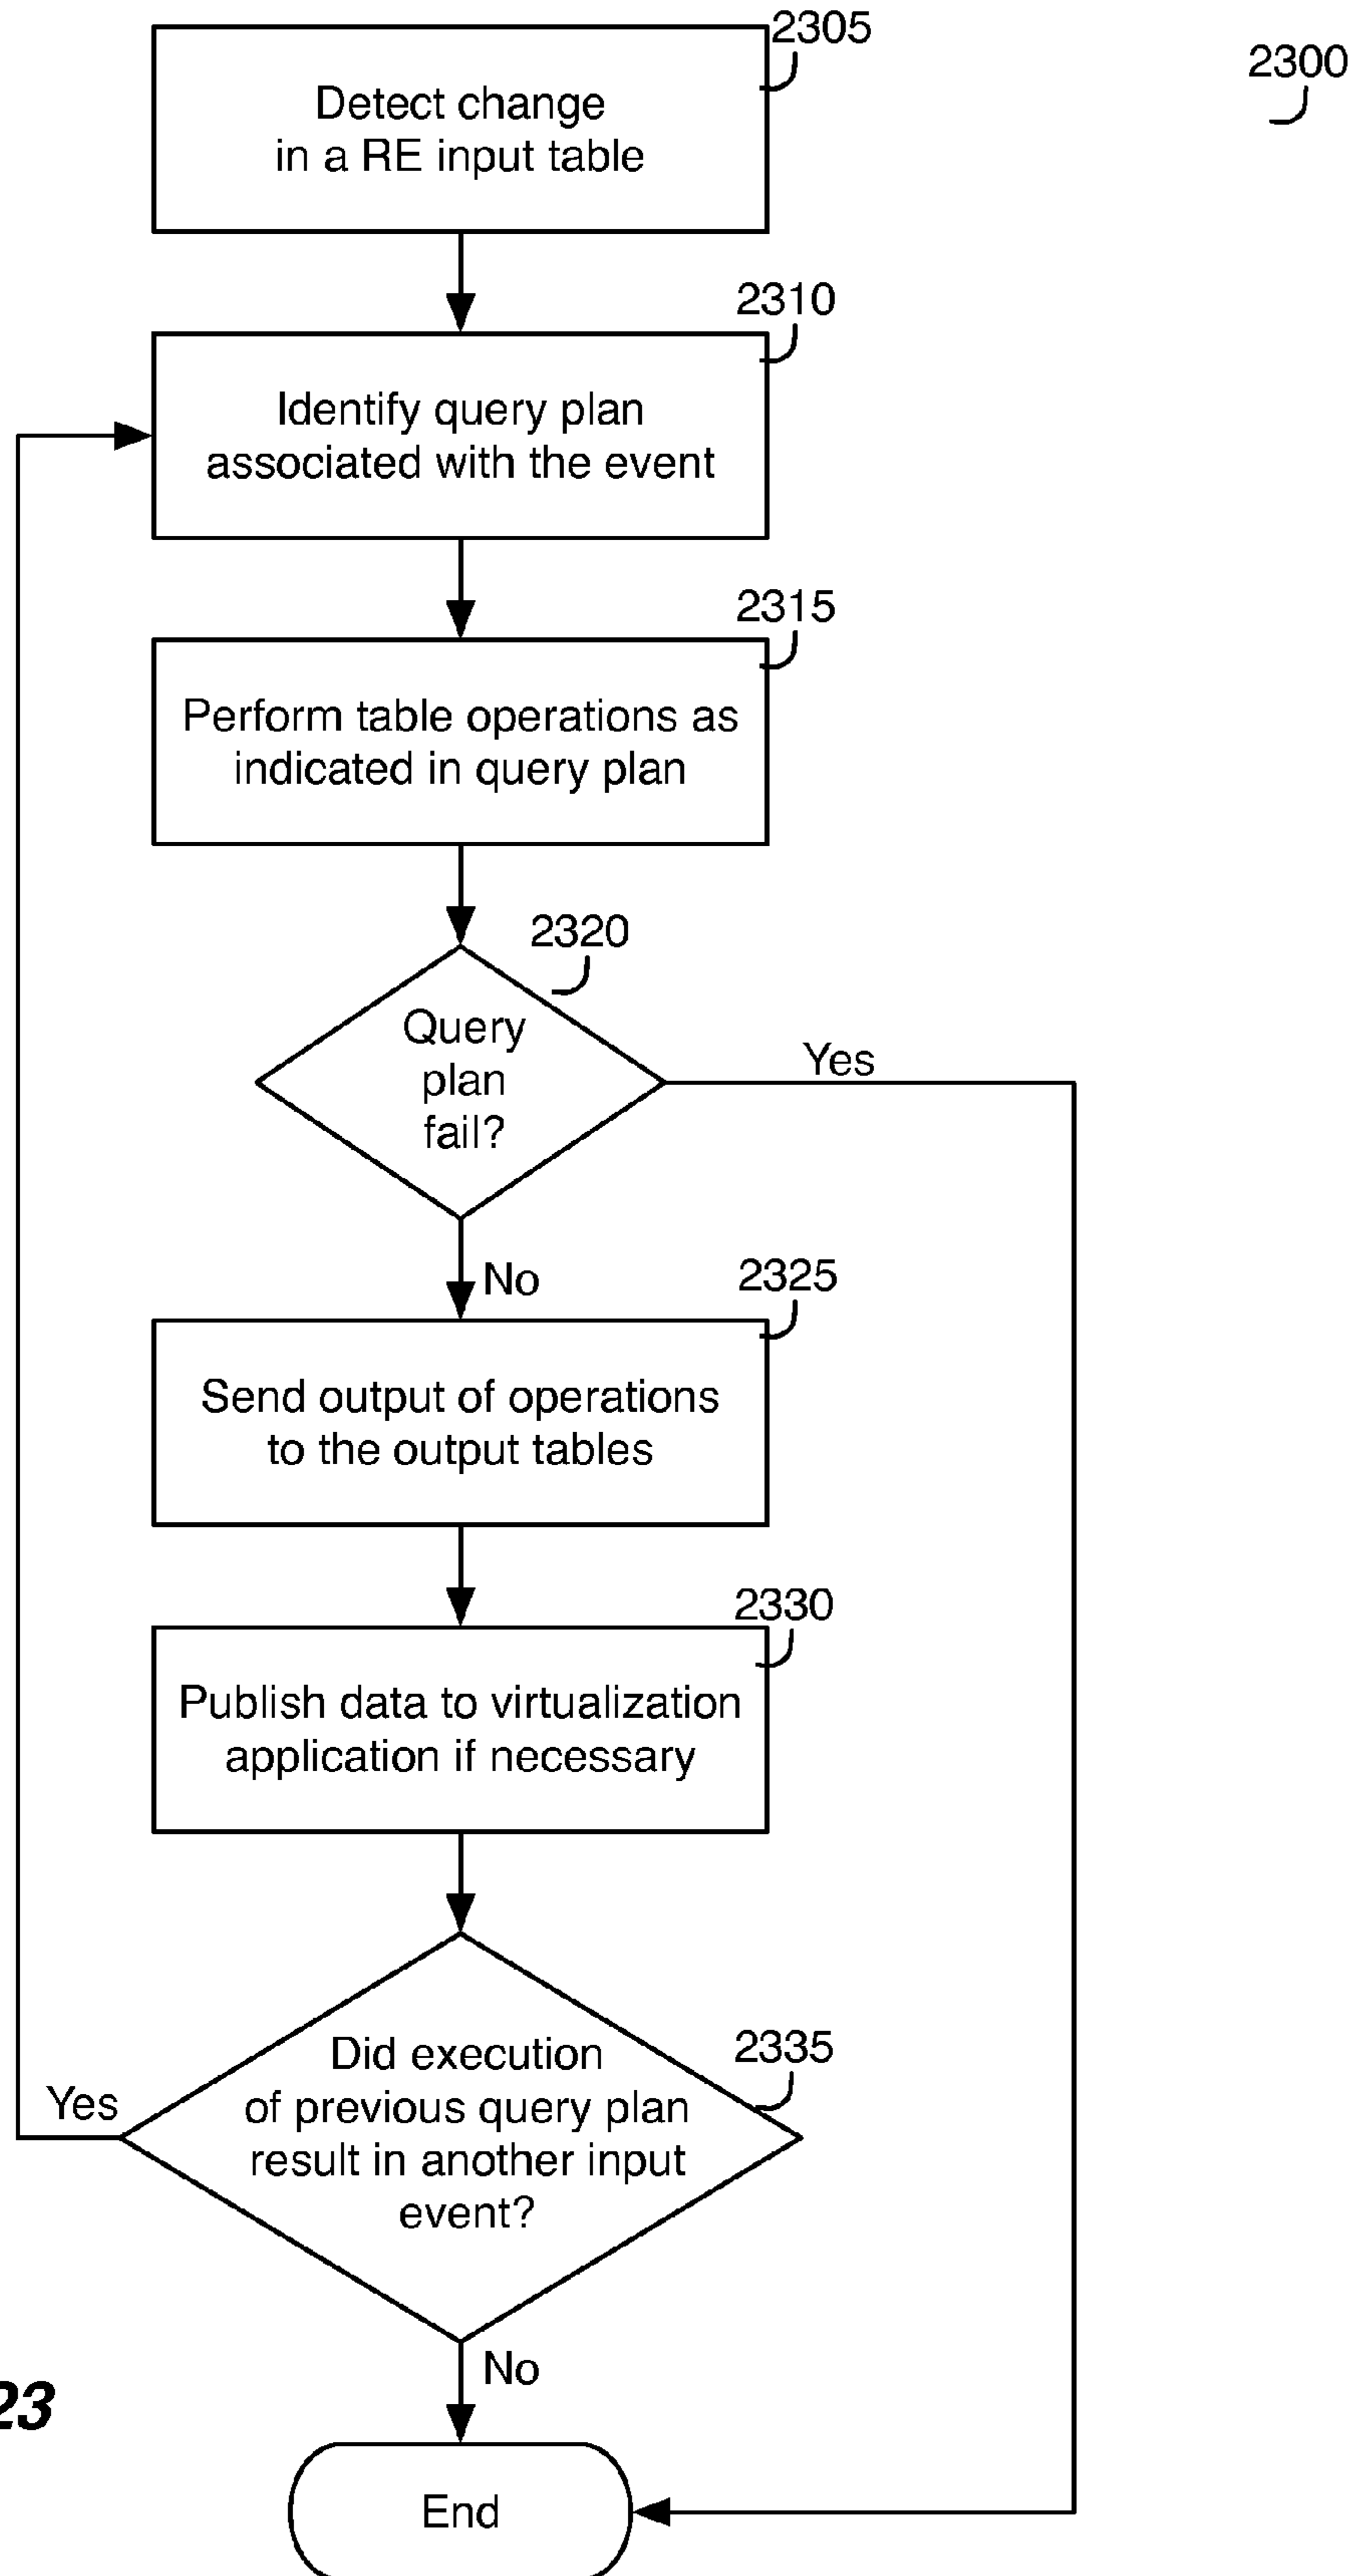 2305
2300
Detect change
in a RE input table
2310
Identify query plan
associated with the event
2315
Perform table operations as
indicated in query plan
2320
Query
plan
fail?
Yes
No
2325
Send output of operations
to the output tables
2330
Publish data to virtualization
application if necessary
2335
Did execution
of previous query plan
result in another input
event?
Yes
No
23
End